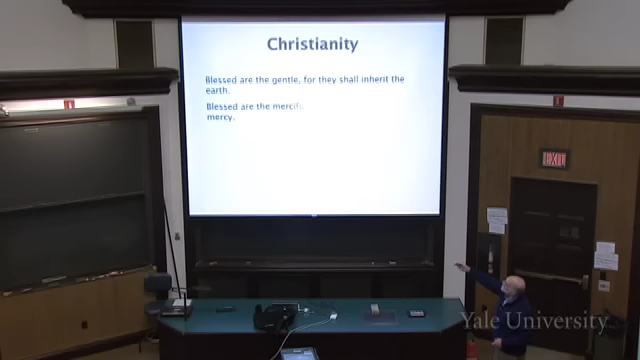 Christianity
Blessed are the gentle, for they shall inherit the
earth.
Blessed are the
mercy.
EXIT
Yale University